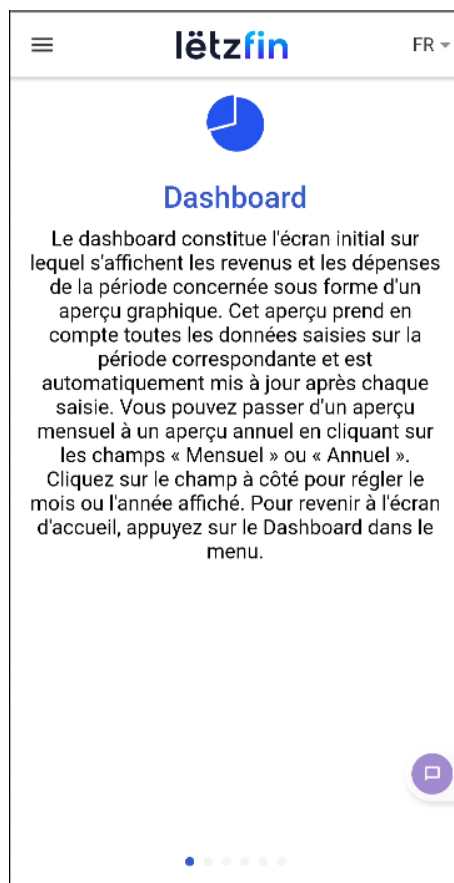 lëtzfin
FR
Dashboard
Le dashboard constitue l'écran initial sur
lequel s'affichent les revenus et les dépenses
de la période concernée sous forme d'un
aperçu graphique. Cet aperçu prend en
compte toutes les données saisies sur la
période correspondante et est
automatiquement mis à jour après chaque
saisie. Vous pouvez passer d'un aperçu
mensuel à un aperçu annuel en cliquant sur
les champs « Mensuel » ou « Annuel ».
Cliquez sur le champ à côté pour régler le
mois ou l'année affiché. Pour revenir à l'écran
d'accueil, appuyez sur le Dashboard dans le
menu.